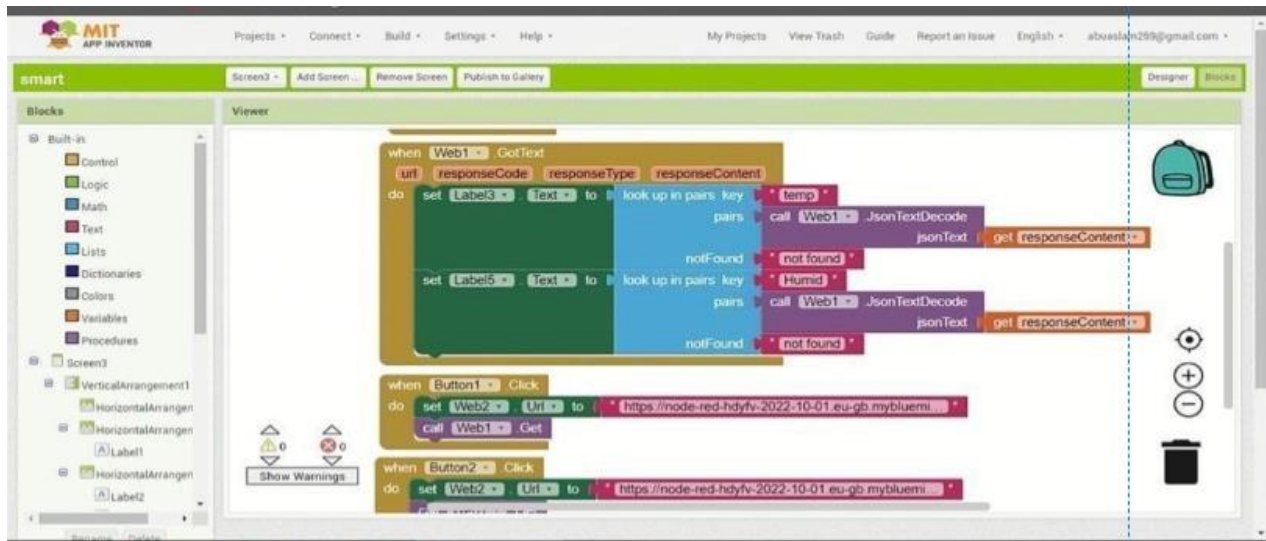 MIT
APP INVENTOR
Projects Connect Build Settings Help My Projects View Trash Guide Report an Issue English abuaslam269@gmail.com
smart Screen3 Add Screen ... Remove Screen Publish to Gallery Designer Blocks
Blocks Viewer
Built-in
Control
Logic
Math
Text
Lists
Dictionaries
Colors
Variables
Procedures
Screen3
VerticalArrangement1
HorizontalArrangen
HorizontalArrangen
Label1
HorizontalArrangen
Label2
Rename Delete
when Web1 .GotText
url responseCode responseType responseContent
do set Label3 . Text to look up in pairs key " temp "
pairs call Web1 .JsonTextDecode
jsonText get responseContent
notFound " not found "
set Label5 . Text to look up in pairs key " Humid "
pairs call Web1 .JsonTextDecode
jsonText get responseContent
notFound " not found "
when Button1 .Click
do set Web2 . Url to " https://node-red-hdyfv-2022-10-01.eu-gb.mybluemi... "
call Web1 .Get
when Button2 .Click
do set Web2 . Url to " https://node-red-hdyfv-2022-10-01.eu-gb.mybluemi... "
0 0
Show Warnings